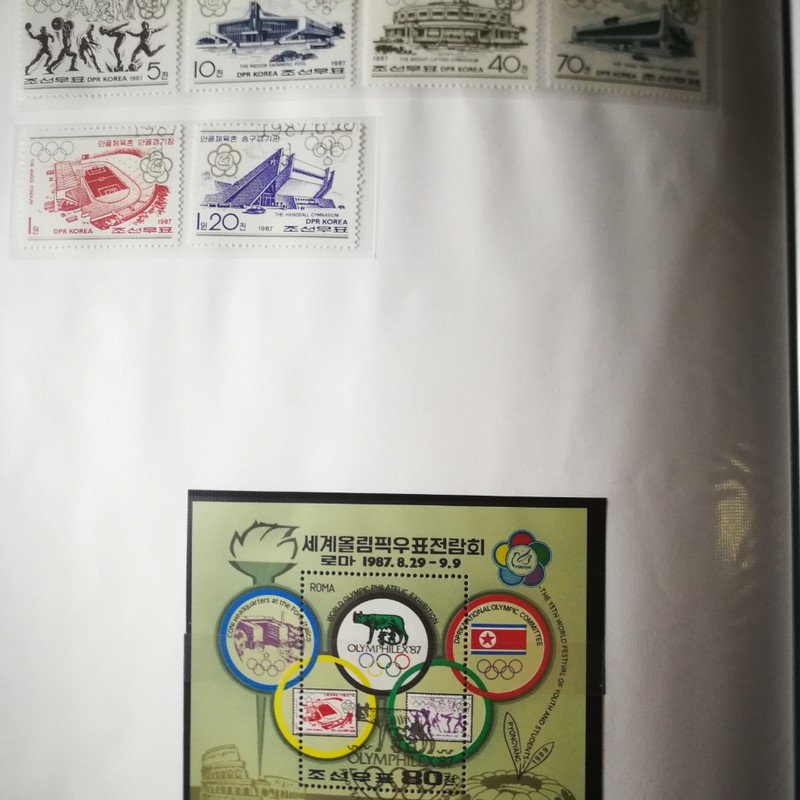 5전
DPR KOREA 1987
조선우표
10전
THE INDOOR SWIMMING POOL
DPR KOREA 조선우표
1987
40전
THE WEIGHT-LIFTING GYMNASIUM
DPR KOREA 조선우표
1987
70전
DPR KOREA 조선우표
안골체육촌 안골경기장
1원
1987
DPR KOREA 조선우표
안골체육촌 송구경기관
THE HANDBALL GYMNASIUM
DPR KOREA
1원20전 1987 조선우표
세계올림픽우표전람회
로마 1987.8.29-9.9
ROMA
WORLD OLYMPIC PHILATELIC EXHIBITION
OLYMPHILEX'87
DPRK NATIONAL OLYMPIC COMMITTEE
THE 13TH WORLD FESTIVAL OF YOUTH AND STUDENTS
PYONGYANG 1989
OLYMPHILEX'87
조선우표 80전